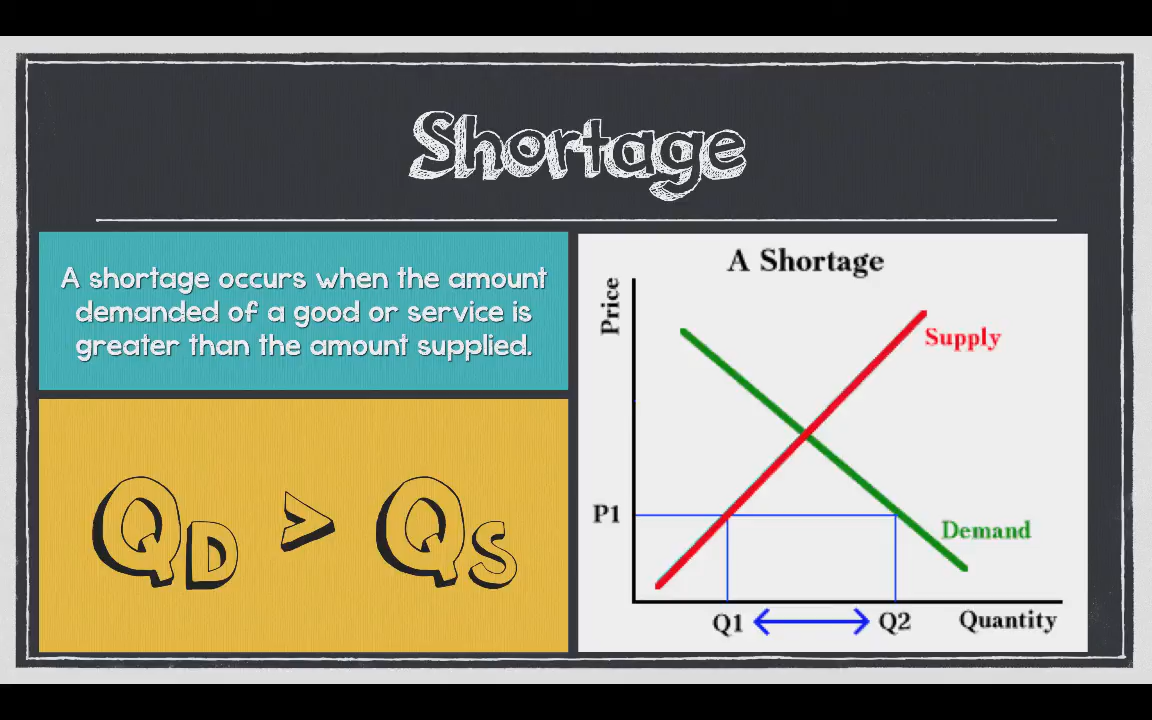 Shortage
A shortage occurs when the amount
demanded of a good or service is
greater than the amount supplied.
QD > QS
A Shortage
Price
Supply
P1
Demand
Q1
Q2
Quantity